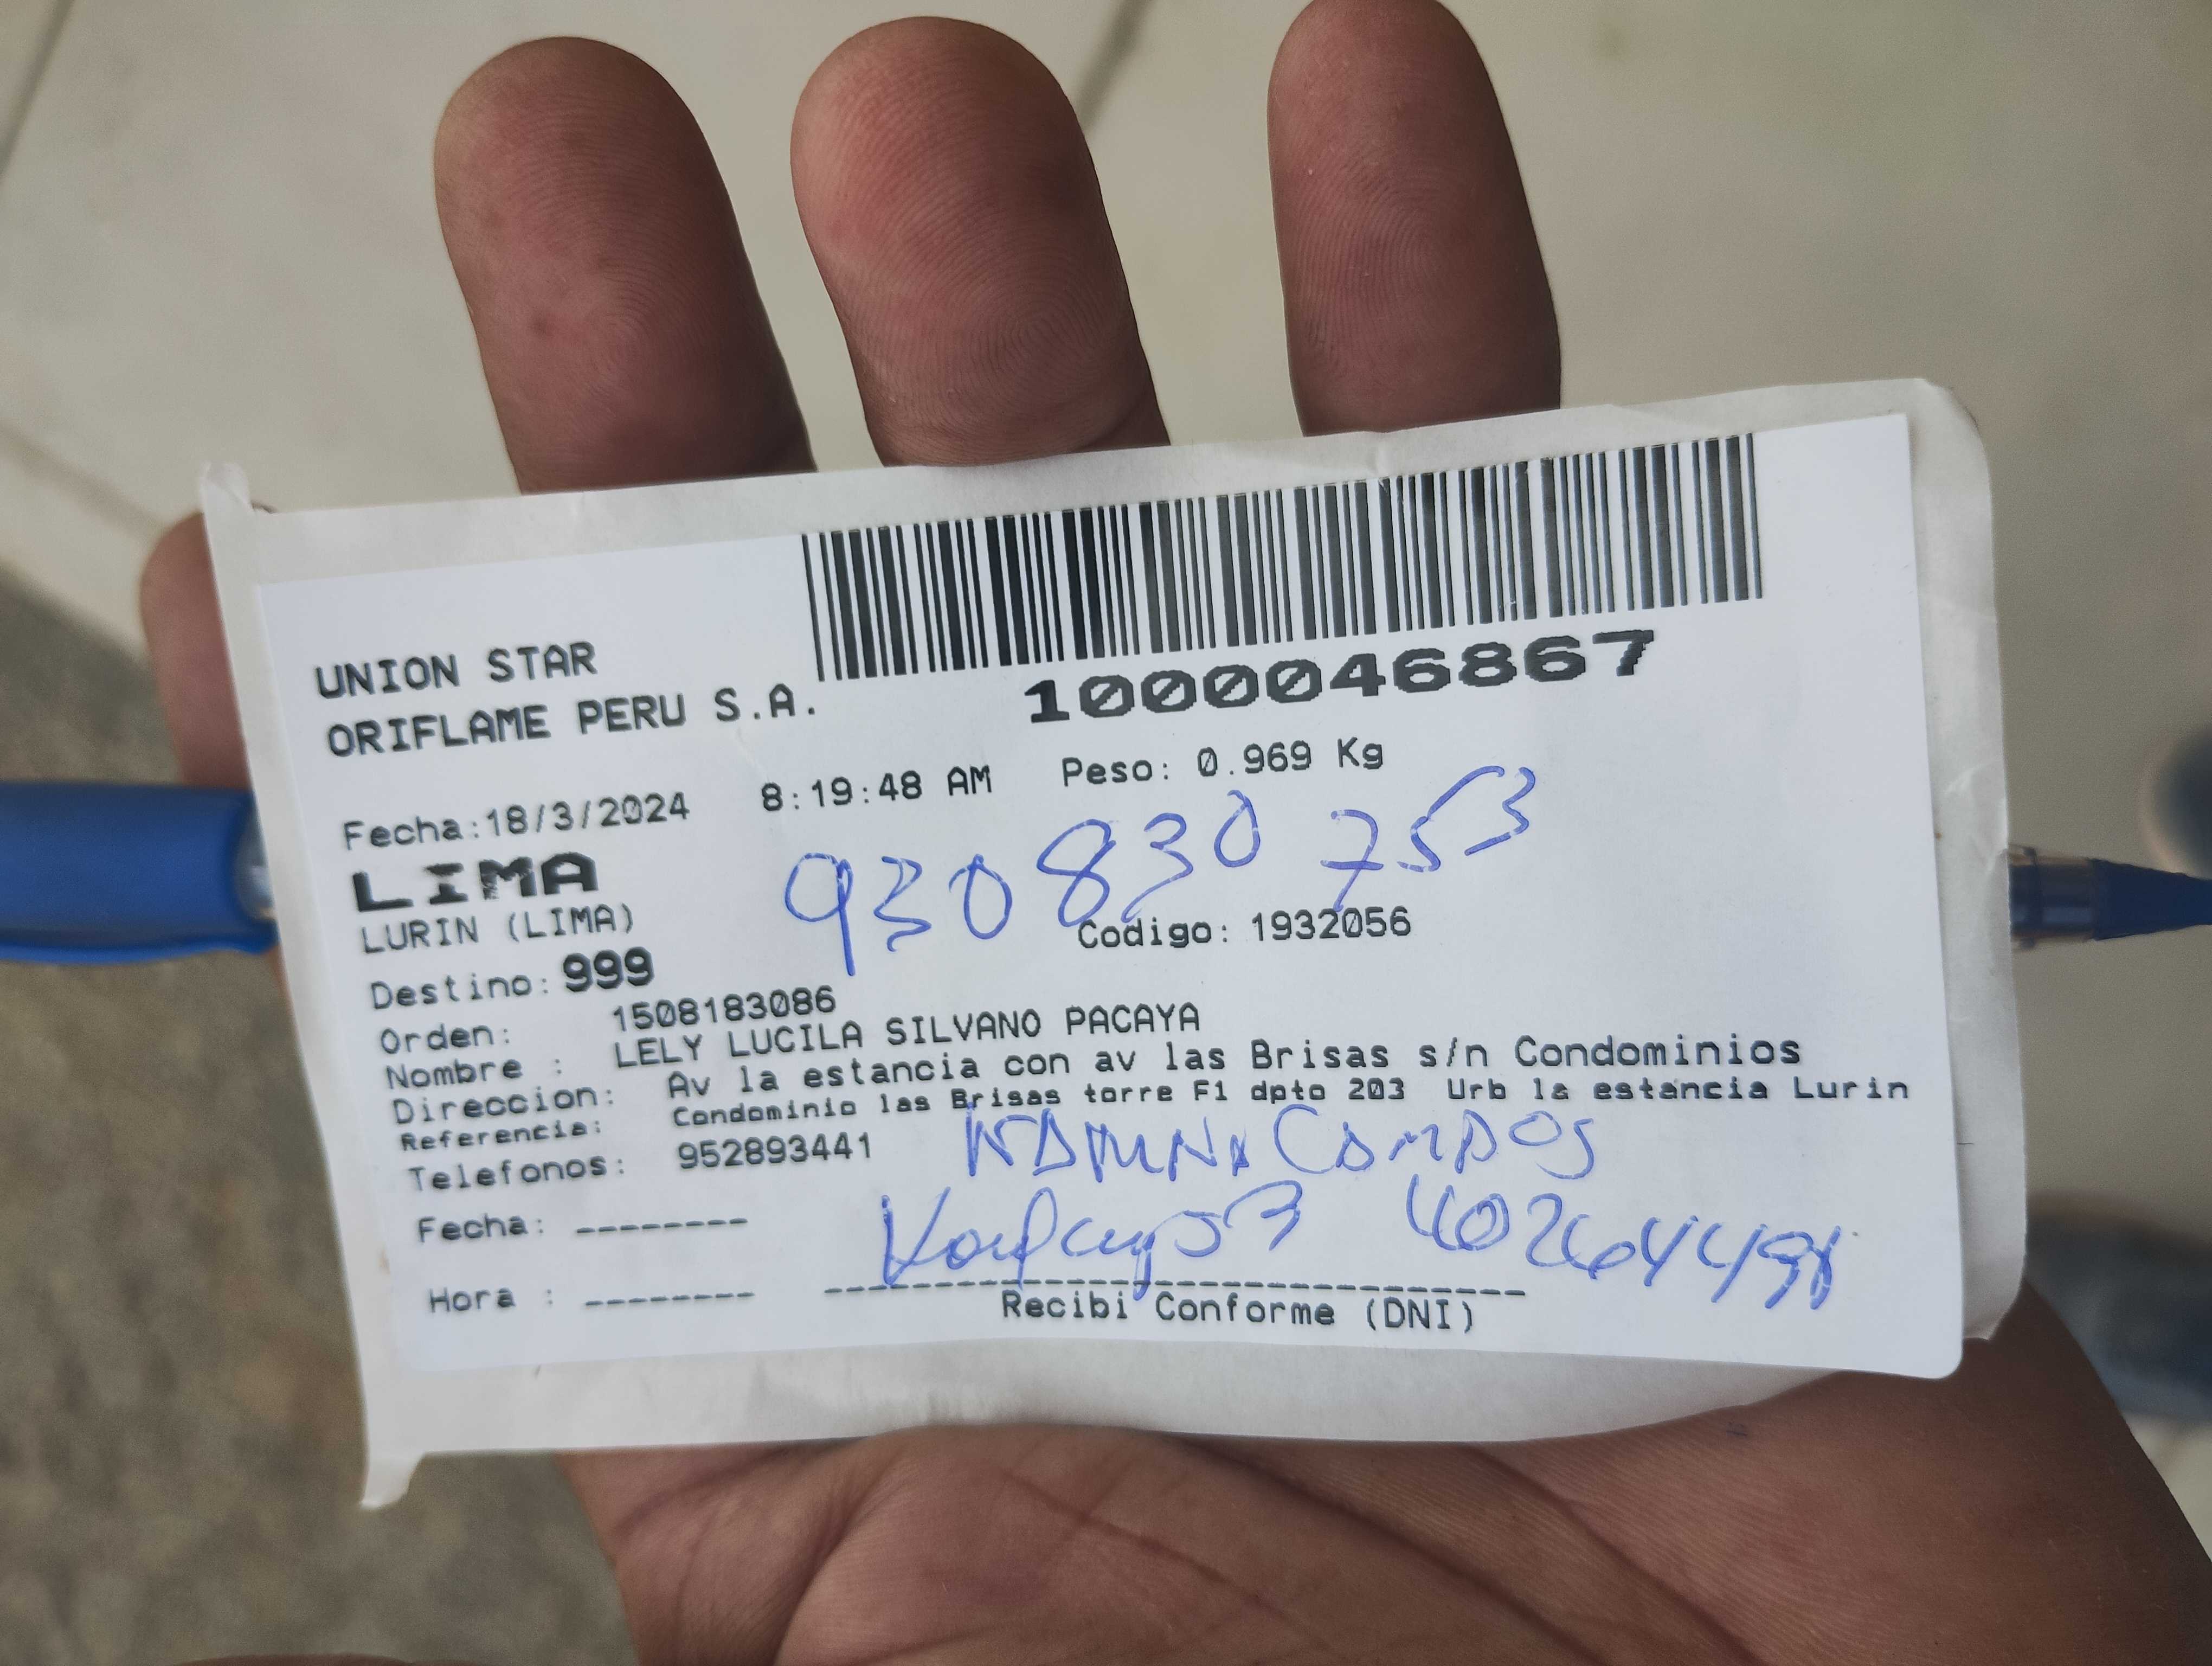 UNION STAR
ORIFLAME PERU S.A.
1000046867
Fecha:18/3/2024 8:19:48 AM Peso: 0.969 Kg
930 830 753
LIMA
LURIN (LIMA)
Codigo: 1932056
Destino: 999
Orden: 1508183086
Nombre : LELY LUCILA SILVANO PACAYA
Direccion: Av la estancia con av las Brisas s/n Condominios
Referencia: Condominio las Brisas torre F1 dpto 203 Urb la estancia Lurin
Telefonos: 952893441
Fecha: --------
Hora : --------
Recibi Conforme (DNI)